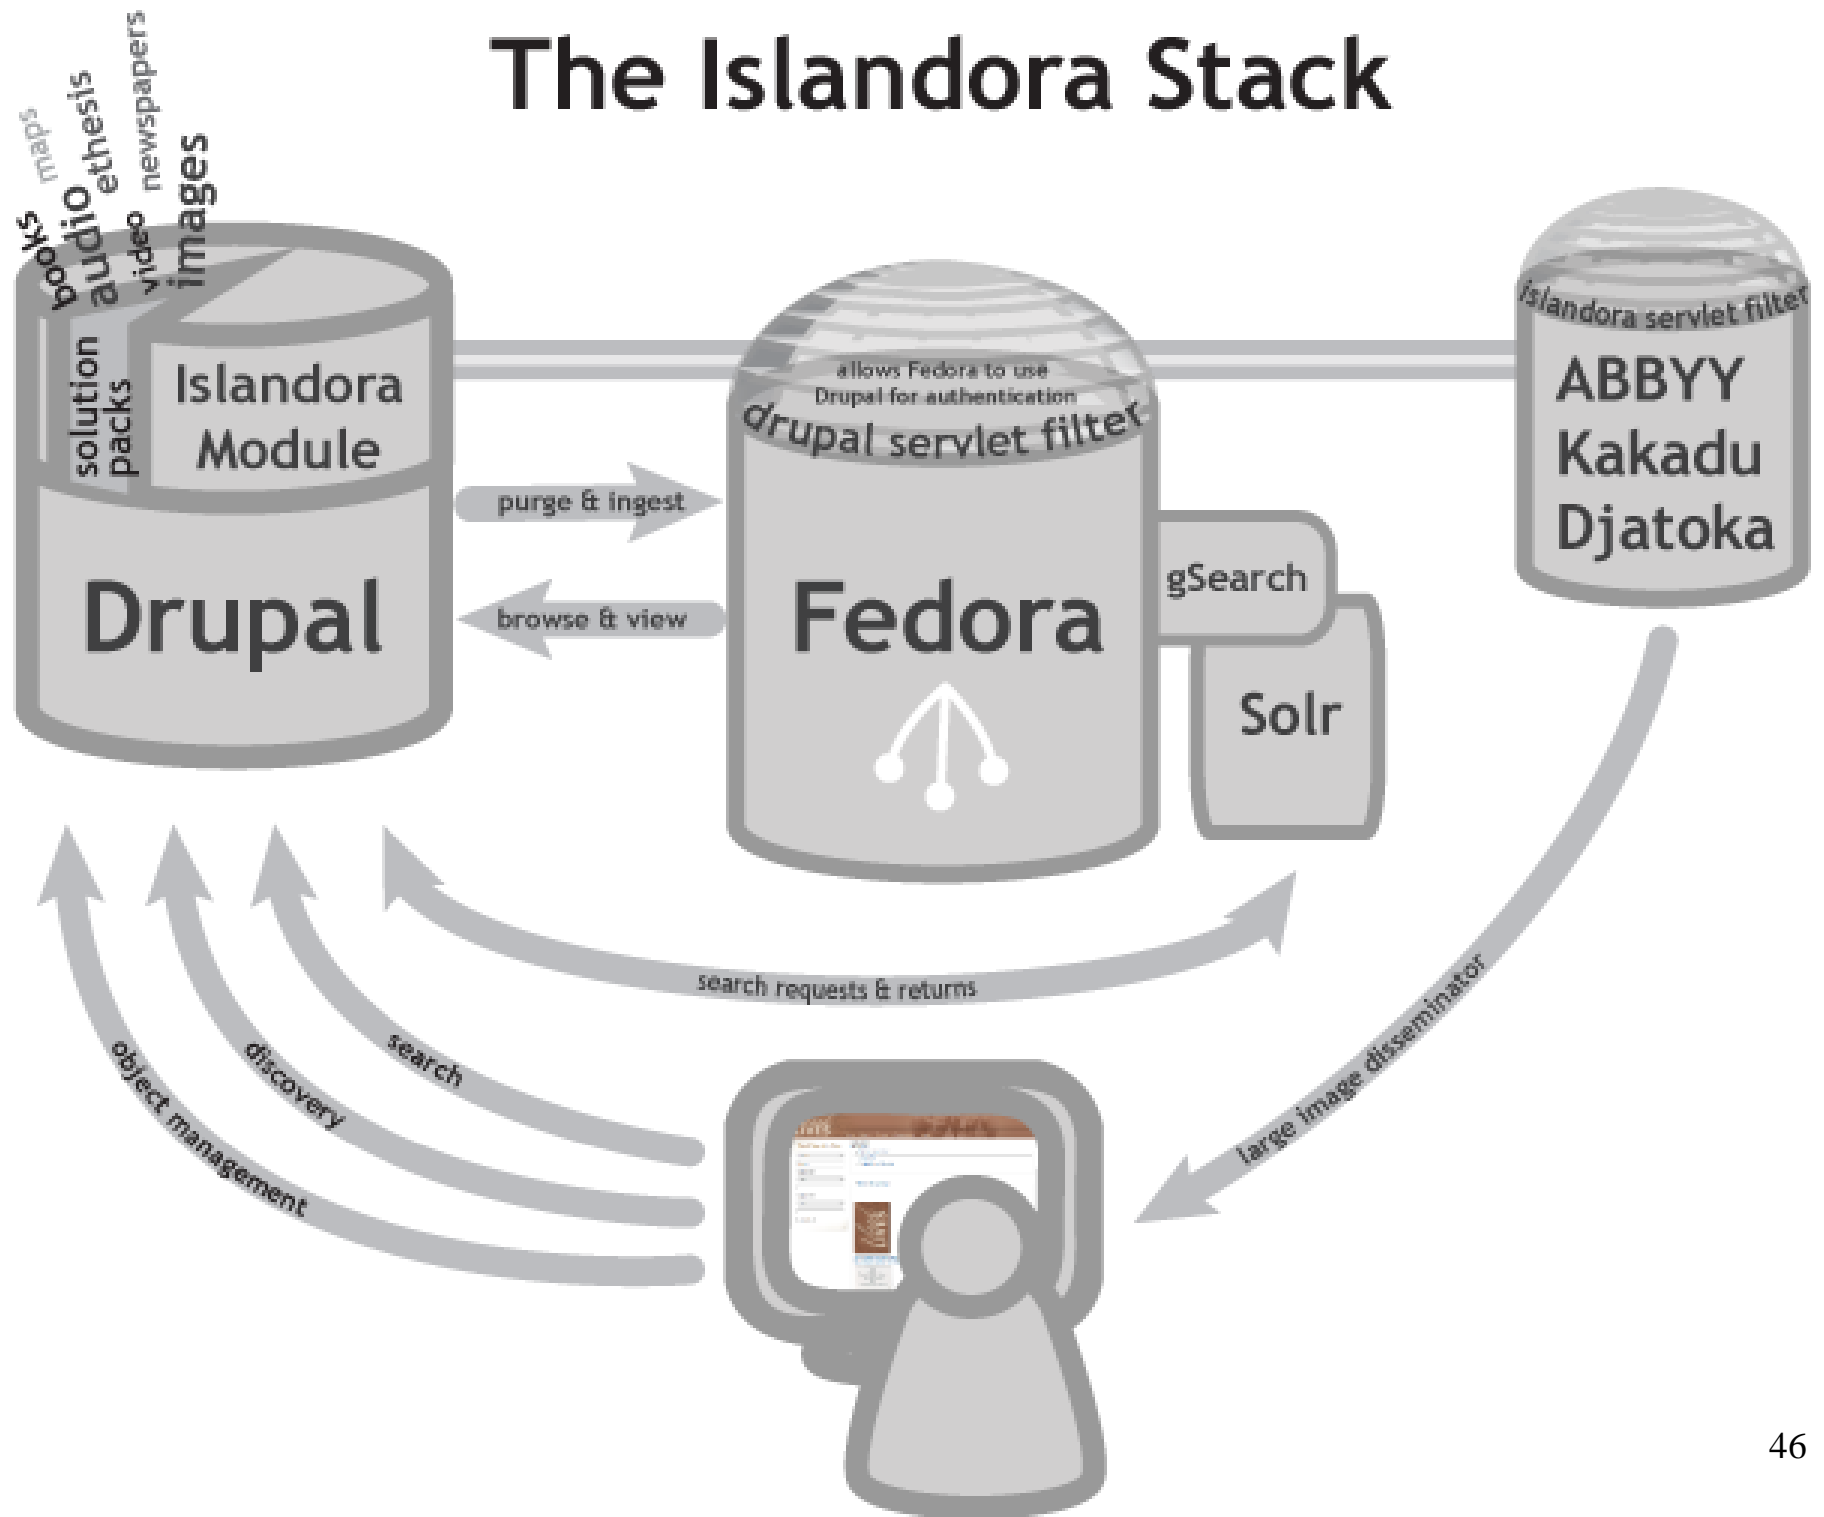 The Islandora Stack
maps
books
ethesis
audio
newspapers
video
images
solution
packs
Islandora
Module
Drupal
purge & ingest
browse & view
allows Fedora to use
Drupal for authentication
drupal servlet filter
Fedora
gSearch
Solr
islandora servlet filter
ABBYY
Kakadu
Djatoka
search requests & returns
search
discovery
object management
large image disseminator
46